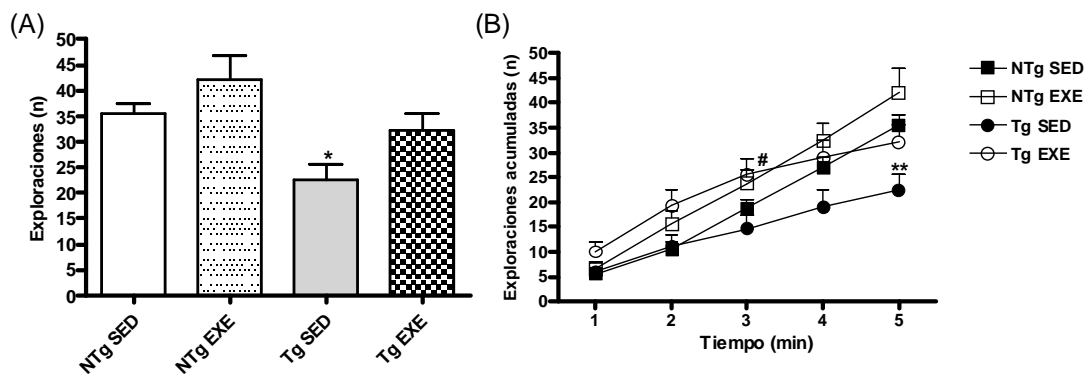 (A)
Exploraciones (n)
50
45
40
35
30
25
20
15
10
5
0
*
NTg SED
NTg EXE
Tg SED
Tg EXE
(B)
Exploraciones acumuladas (n)
50
45
40
35
30
25
20
15
10
5
0
#
**
1 2 3 4 5
Tiempo (min)
NTg SED
NTg EXE
Tg SED
Tg EXE